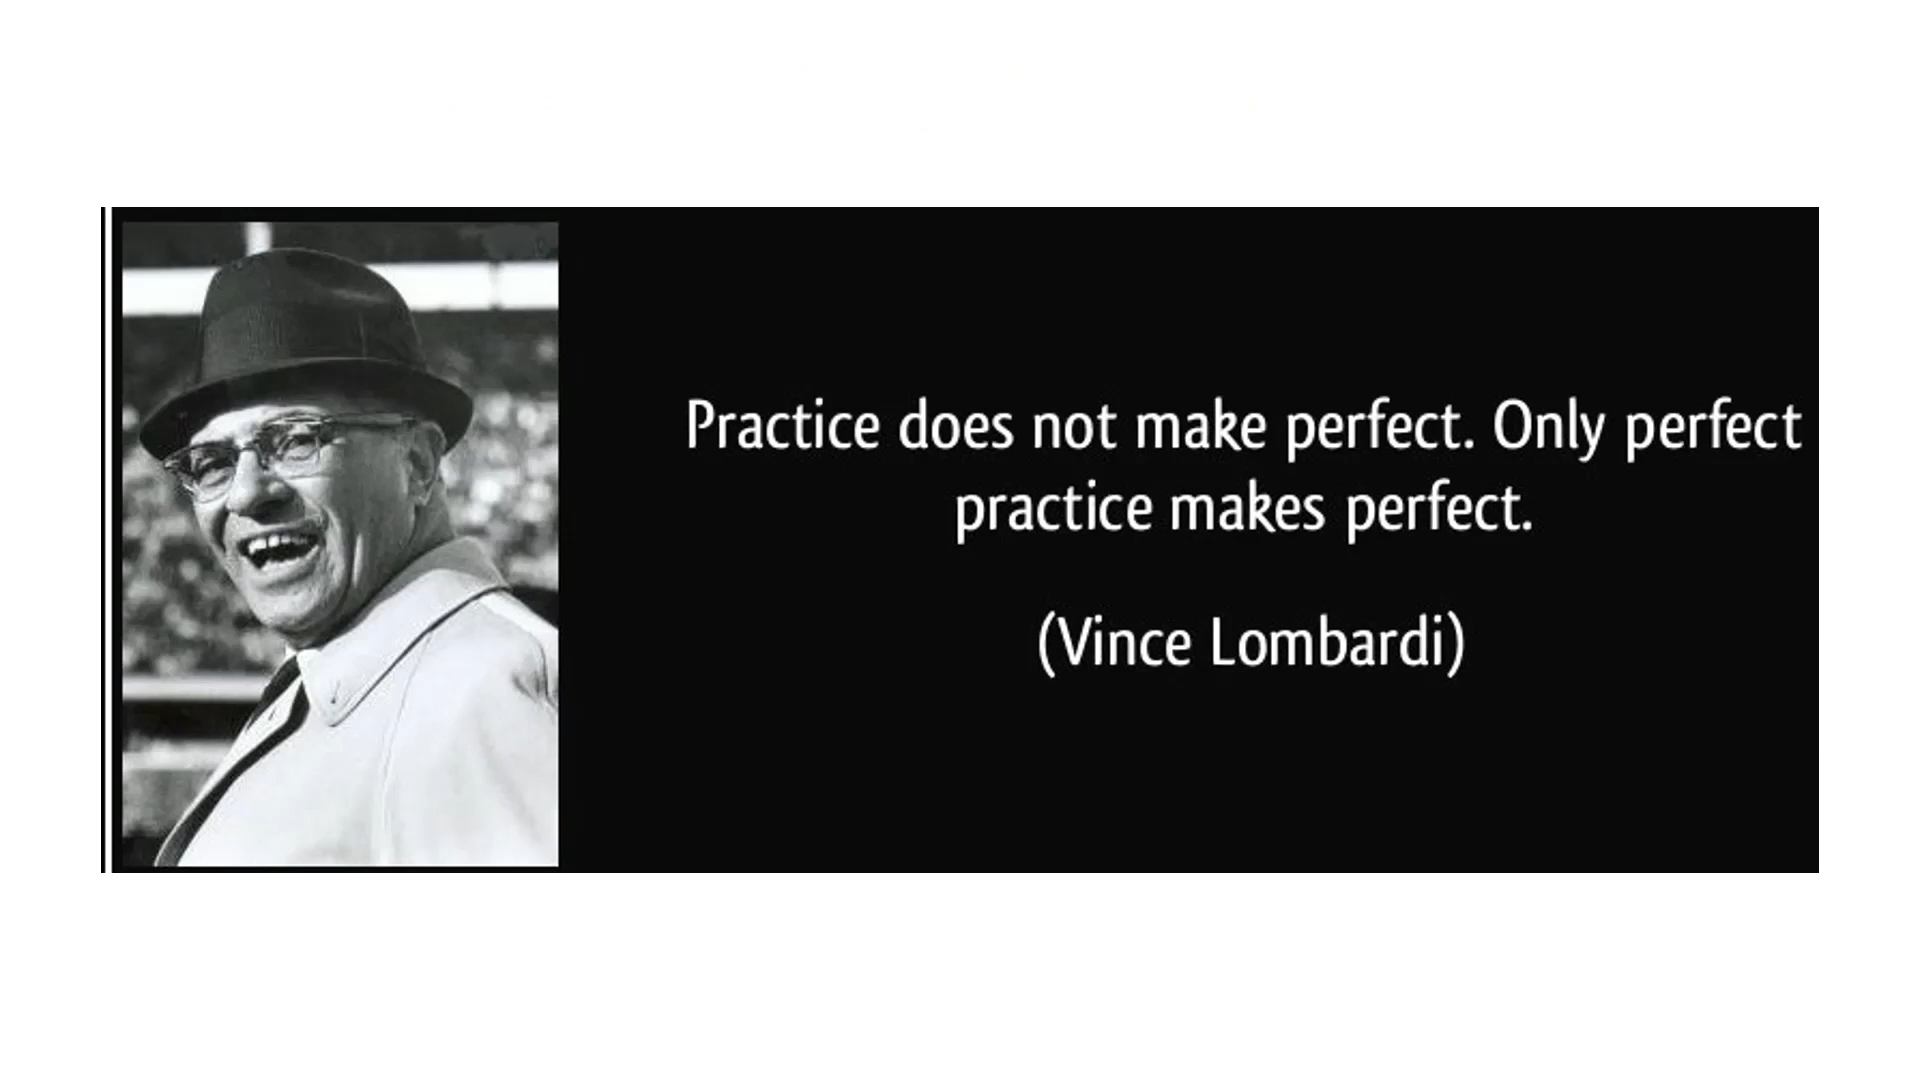 Practice does not make perfect. Only perfect
practice makes perfect.
(Vince Lombardi)